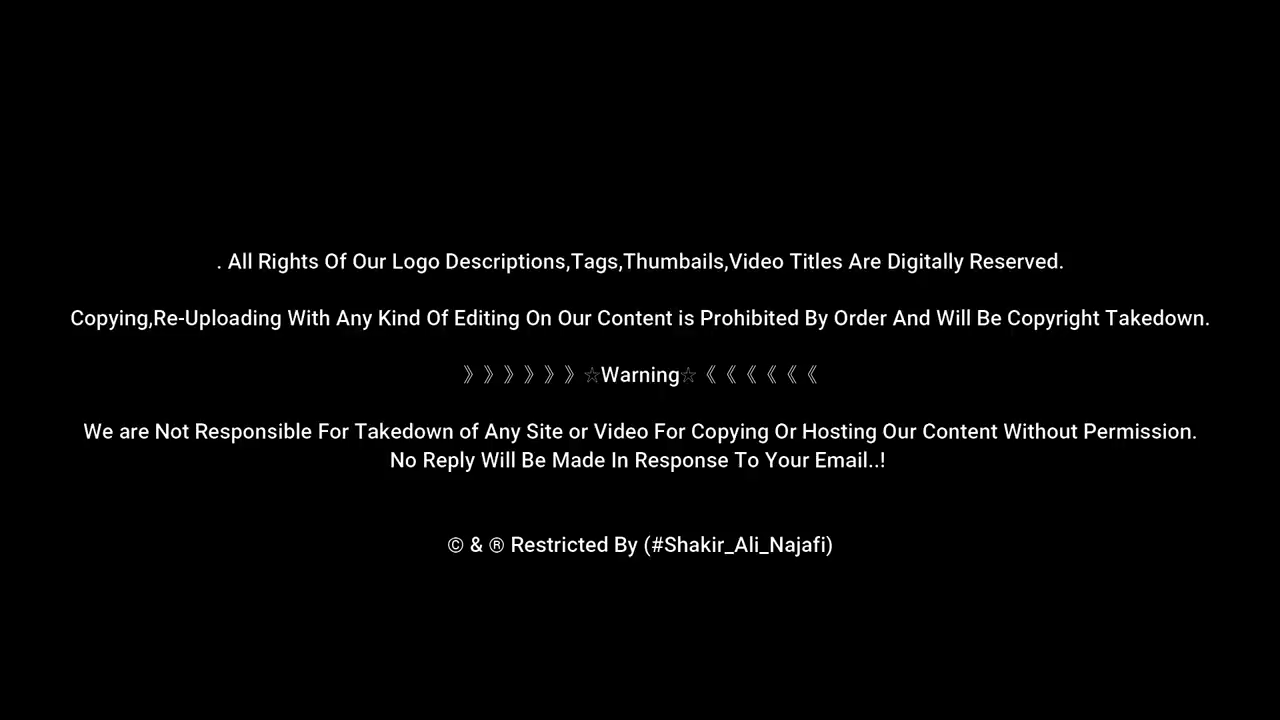 . All Rights Of Our Logo Descriptions,Tags,Thumbails,Video Titles Are Digitally Reserved.
Copying,Re-Uploading With Any Kind Of Editing On Our Content is Prohibited By Order And Will Be Copyright Takedown.
》》》》》》☆Warning☆《《《《《《
We are Not Responsible For Takedown of Any Site or Video For Copying Or Hosting Our Content Without Permission.
No Reply Will Be Made In Response To Your Email..!
© & ® Restricted By (#Shakir_Ali_Najafi)